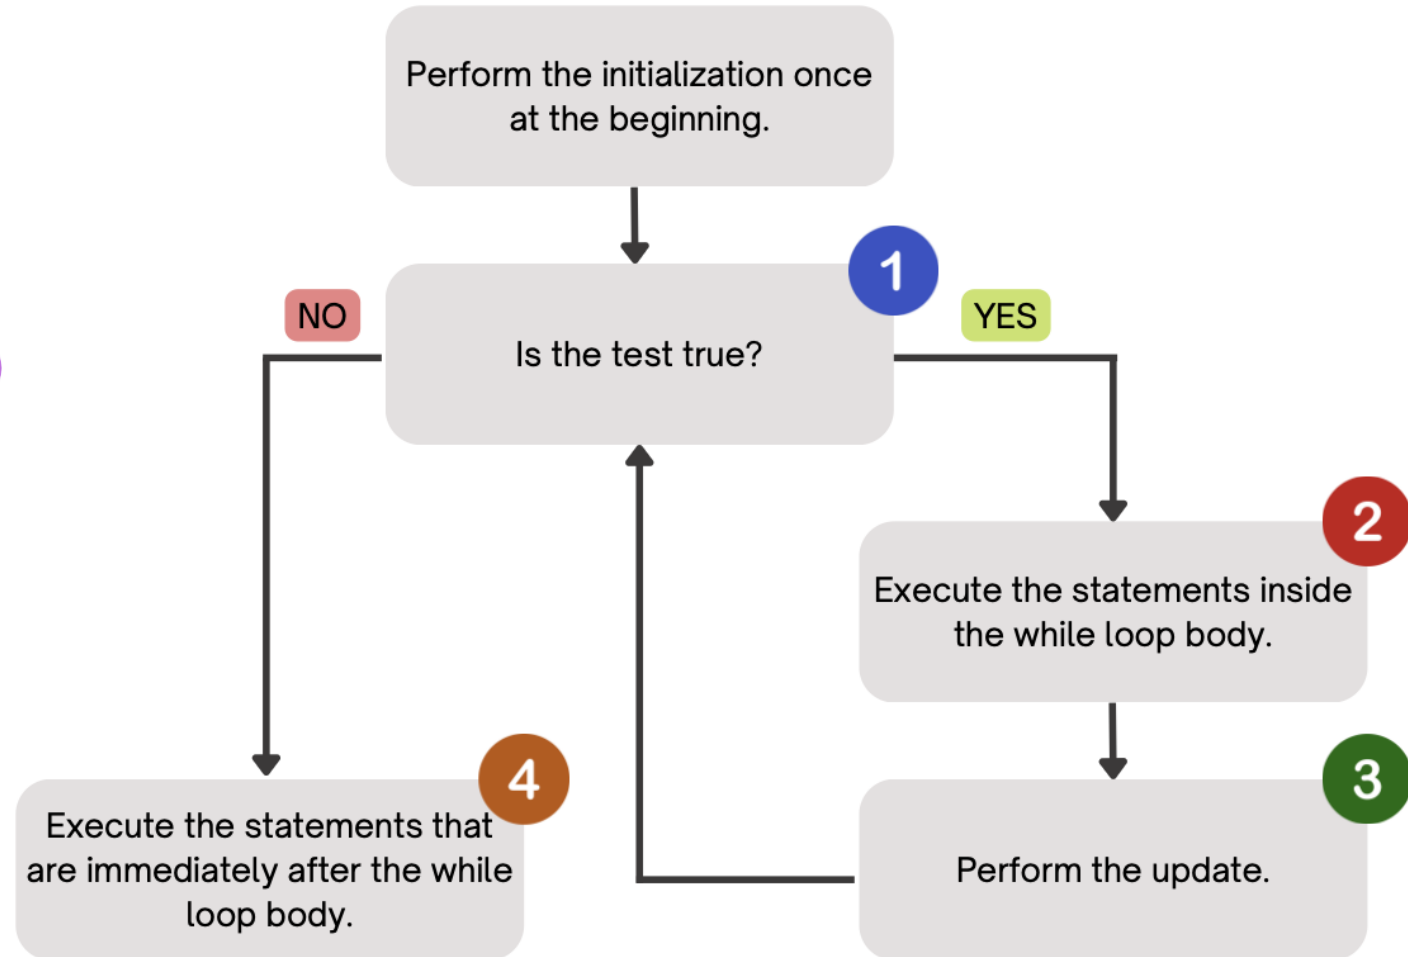 Perform the initialization once
at the beginning.
1
NO
YES
Is the test true?
2
Execute the statements inside
the while loop body.
4
3
Execute the statements that
are immediately after the while
loop body.
Perform the update.